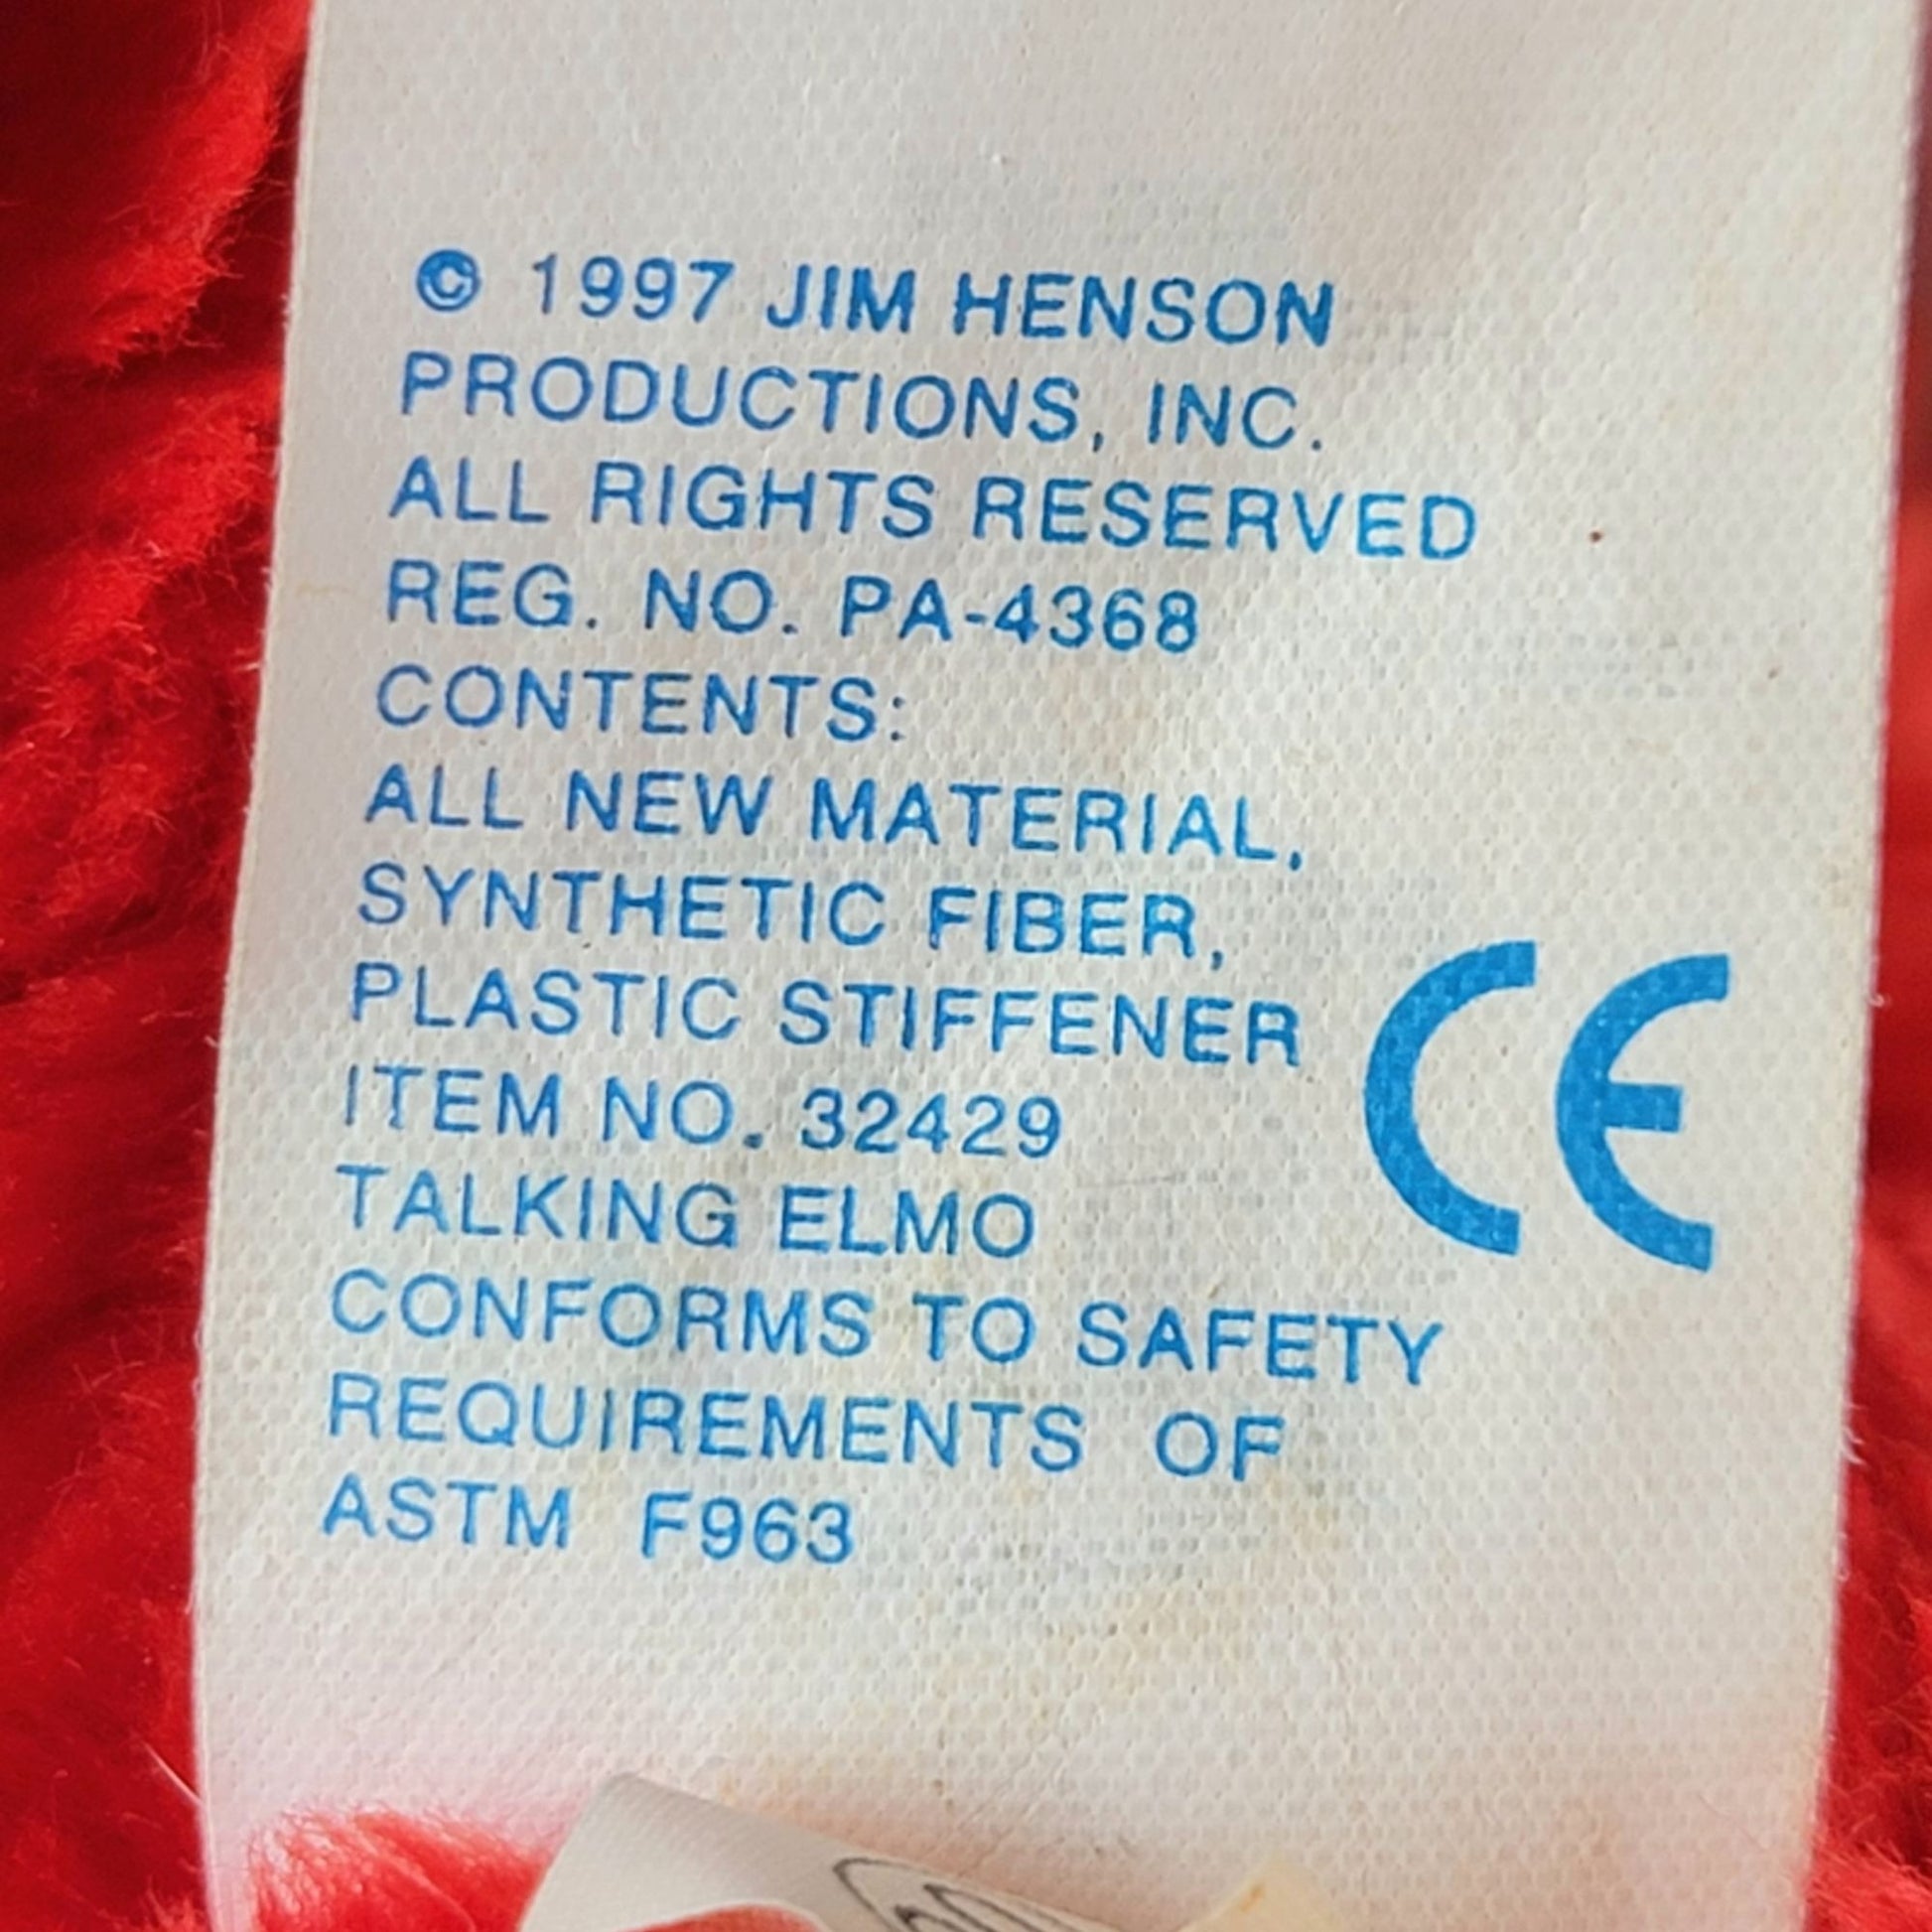 © 1997 JIM HENSON
PRODUCTIONS, INC.
ALL RIGHTS RESERVED
REG. NO. PA-4368
CONTENTS:
ALL NEW MATERIAL,
SYNTHETIC FIBER,
PLASTIC STIFFENER
ITEM NO. 32429
TALKING ELMO
CONFORMS TO SAFETY
REQUIREMENTS OF
ASTM F963
CE